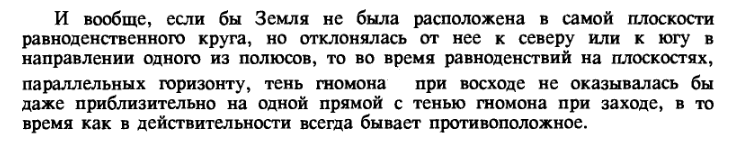 И вообще, если бы Земля не была расположена в самой плоскости
равноденственного круга, но отклонялась от нее к северу или к югу в
направлении одного из полюсов, то во время равноденствий на плоскостях,
параллельных горизонту, тень гномона при восходе не оказывалась бы
даже приблизительно на одной прямой с тенью гномона при заходе, в то
время как в действительности всегда бывает противоположное.